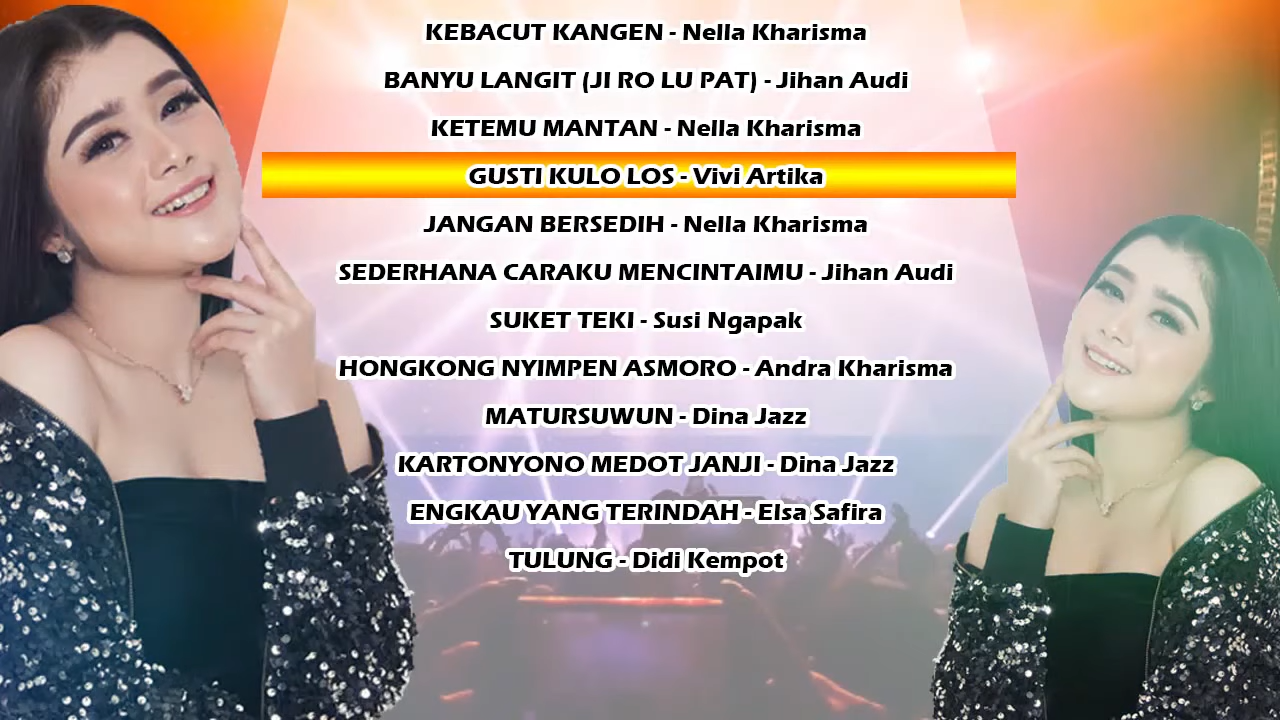 KEBACUT KANGEN - Nella Kharisma
BANYU LANGIT (JI RO LU PAT) - Jihan Audi
KETEMU MANTAN - Nella Kharisma
GUSTI KULO LOS - Vivi Artika
JANGAN BERSEDIH - Nella Kharisma
SEDERHANA CARAKU MENCINTAIMU - Jihan Audi
SUKET TEKI - Susi Ngapak
HONGKONG NYIMPEN ASMORO - Andra Kharisma
MATURSUWUN - Dina Jazz
KARTONYONO MEDOT JANJI - Dina Jazz
ENGKAU YANG TERINDAH - Elsa Safira
TULUNG - Didi Kempot